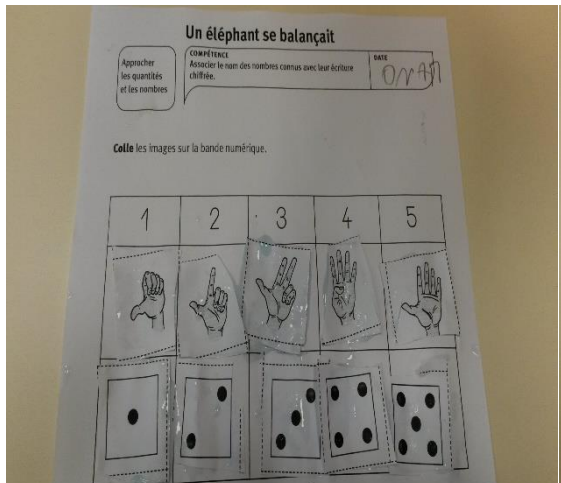 Un éléphant se balançait
Approcher
les quantités
et les nombres
COMPÉTENCE
Associer le nom des nombres connus avec leur écriture
chiffrée.
DATE
Colle les images sur la bande numérique.
1 2 3 4 5